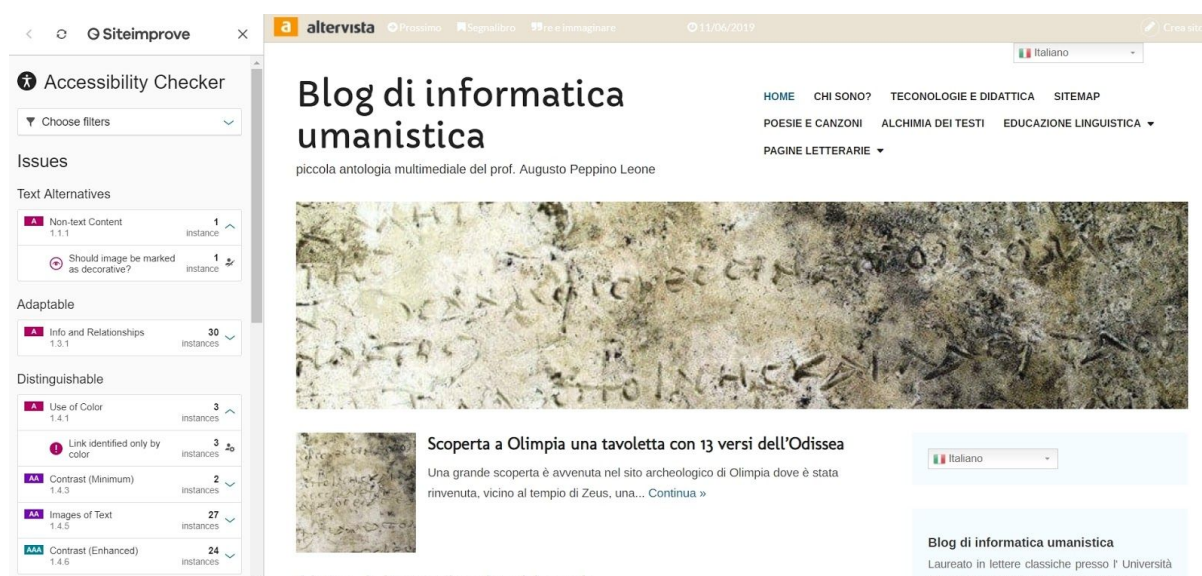 Siteimprove
Accessibility Checker
Choose filters
Issues
Text Alternatives
A Non-text Content 1
1.1.1 instance
Should image be marked 1
as decorative? instance
Adaptable
A Info and Relationships 30
1.3.1 instances
Distinguishable
A Use of Color 3
1.4.1 instances
Link identified only by 3
color instances
AA Contrast (Minimum) 2
1.4.3 instances
AA Images of Text 27
1.4.5 instances
AAA Contrast (Enhanced) 24
1.4.6 instances
a altervista Prossimo Segnalibro re e immaginare 11/06/2019 Crea sito
Italiano
Blog di informatica
umanistica
piccola antologia multimediale del prof. Augusto Peppino Leone
HOME CHI SONO? TECONOLOGIE E DIDATTICA SITEMAP
POESIE E CANZONI ALCHIMIA DEI TESTI EDUCAZIONE LINGUISTICA
PAGINE LETTERARIE
Scoperta a Olimpia una tavoletta con 13 versi dell'Odissea
Una grande scoperta è avvenuta nel sito archeologico di Olimpia dove è stata
rinvenuta, vicino al tempio di Zeus, una... Continua »
Italiano
Blog di informatica umanistica
Laureato in lettere classiche presso l' Università